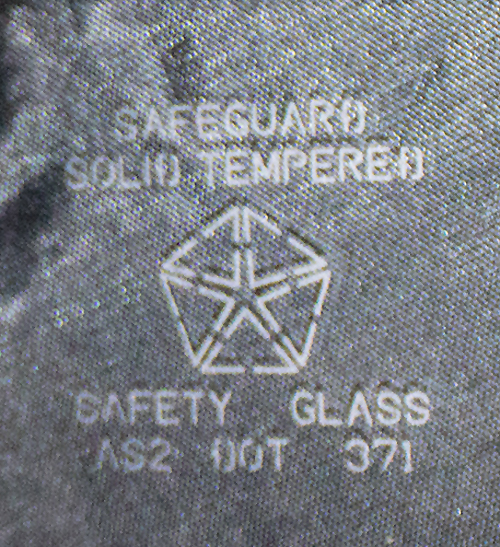 SAFEGUARD
SOLID TEMPERED
SAFETY GLASS
AS2 DOT 371